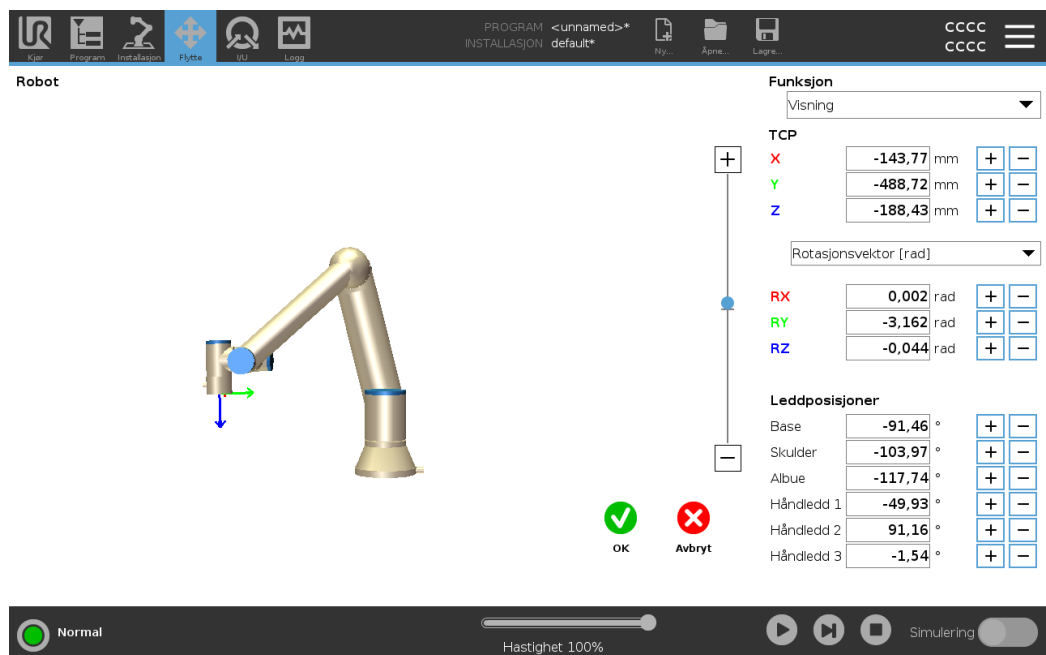 PROGRAM <unnamed>*
INSTALLASJON default*
CCCC
CCCC
Kjør Program Installasjon Flytte I/U Logg Ny... Åpne... Lagre...
Robot
Funksjon
Visning
TCP
X -143,77 mm + −
Y -488,72 mm + −
Z -188,43 mm + −
Rotasjonsvektor [rad]
RX 0,002 rad + −
RY -3,162 rad + −
RZ -0,044 rad + −
Leddposisjoner
Base -91,46 ° + −
Skulder -103,97 ° + −
Albue -117,74 ° + −
Håndledd 1 -49,93 ° + −
Håndledd 2 91,16 ° + −
Håndledd 3 -1,54 ° + −
OK Avbryt
Normal
Hastighet 100%
Simulering